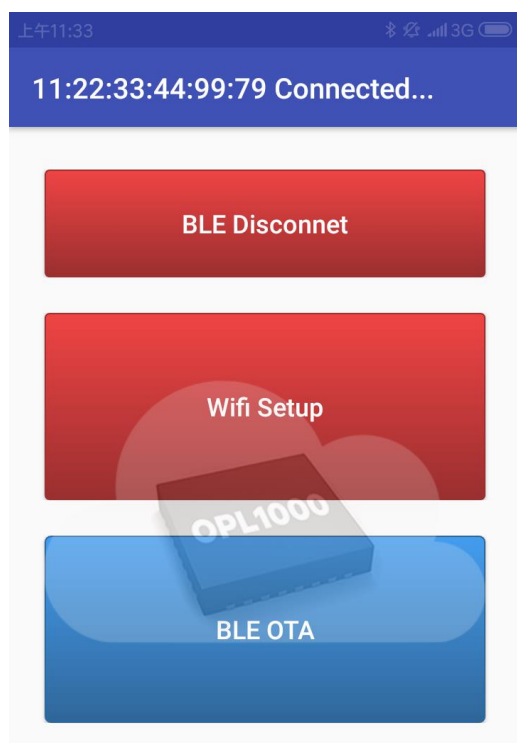 上午11:33 3G
11:22:33:44:99:79 Connected...
BLE Disconnet
Wifi Setup
OPL1000
BLE OTA